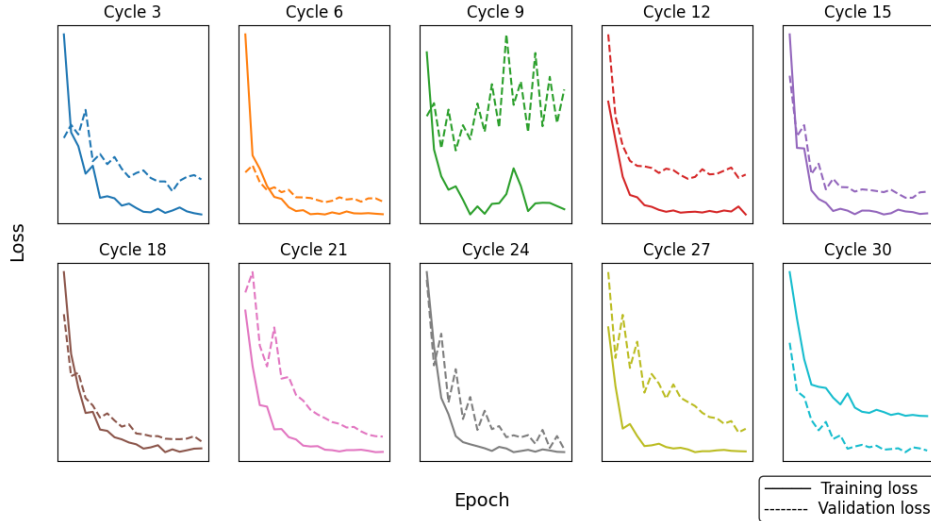 Cycle 3
Cycle 6
Cycle 9
Cycle 12
Cycle 15
Cycle 18
Cycle 21
Cycle 24
Cycle 27
Cycle 30
Loss
Epoch
Training loss
Validation loss